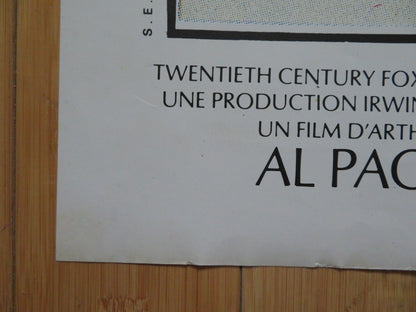 S.E.
TWENTIETH CENTURY FOX
UNE PRODUCTION IRWIN
UN FILM D'ARTH
AL PAC